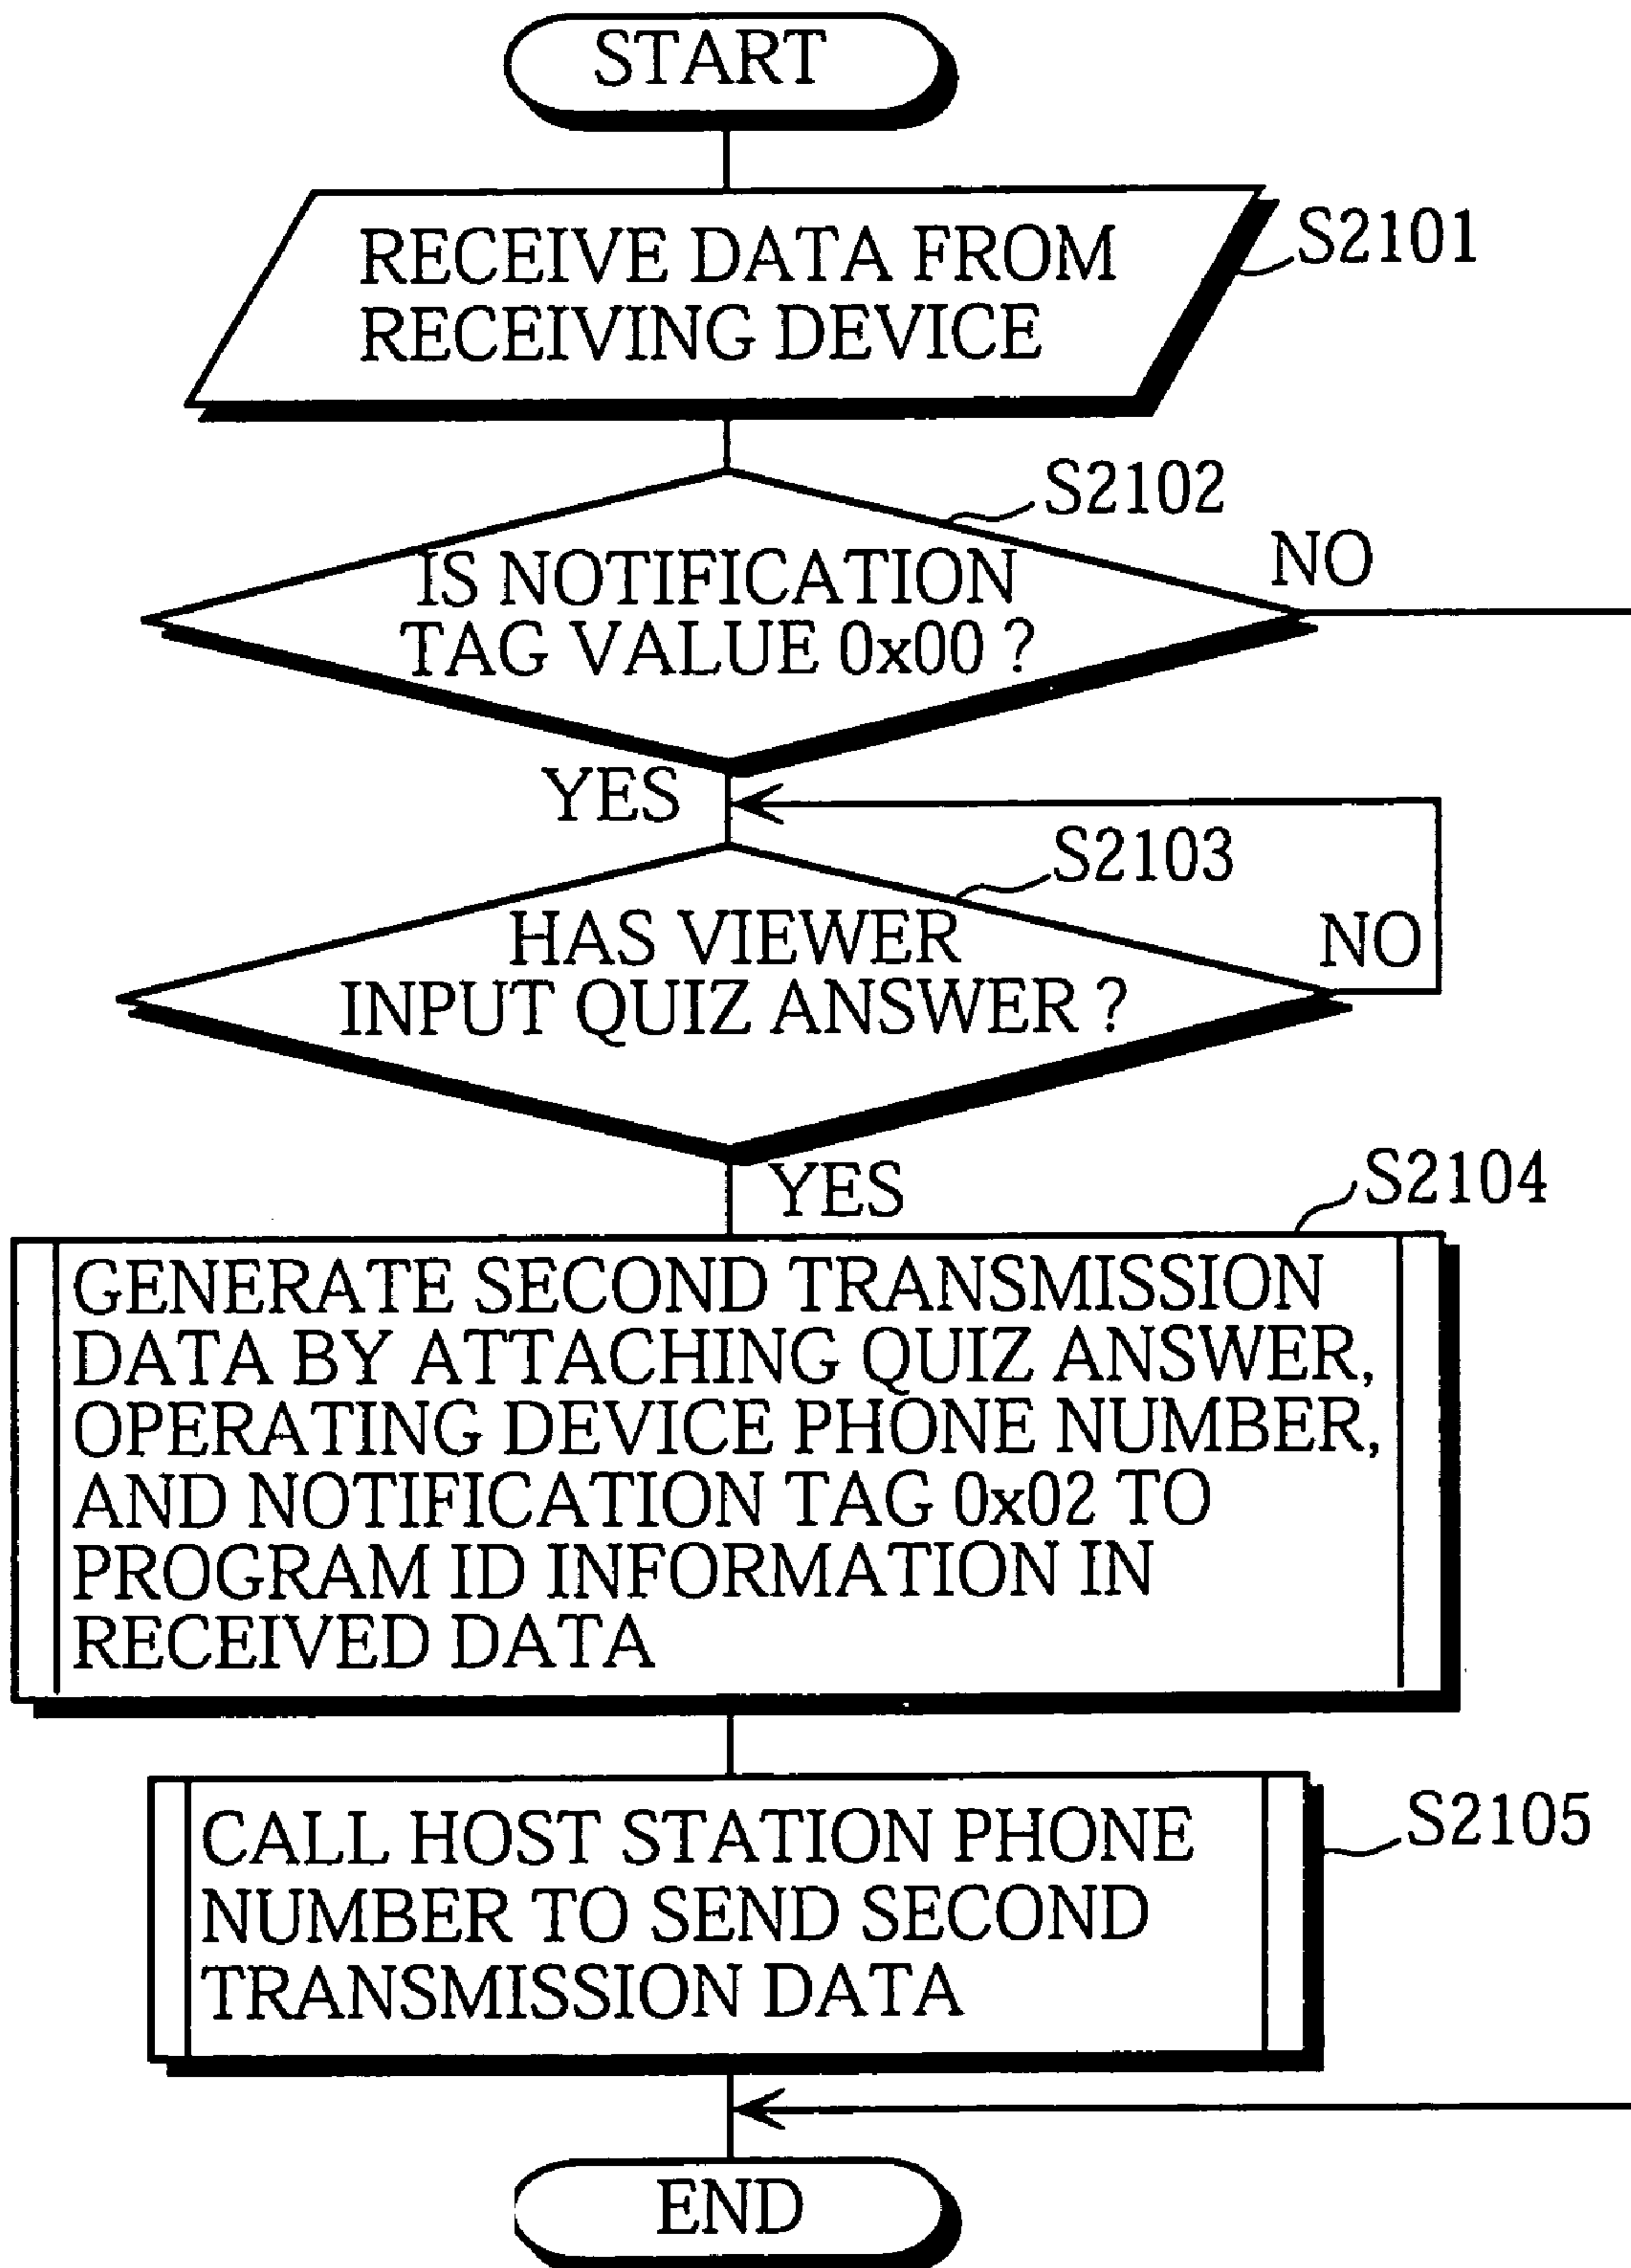 START
RECEIVE DATA FROM
RECEIVING DEVICE
S2101
S2102
IS NOTIFICATION
TAG VALUE 0x00 ?
NO
YES
S2103
HAS VIEWER
INPUT QUIZ ANSWER ?
NO
YES
S2104
GENERATE SECOND TRANSMISSION
DATA BY ATTACHING QUIZ ANSWER,
OPERATING DEVICE PHONE NUMBER,
AND NOTIFICATION TAG 0x02 TO
PROGRAM ID INFORMATION IN
RECEIVED DATA
CALL HOST STATION PHONE
NUMBER TO SEND SECOND
TRANSMISSION DATA
S2105
END